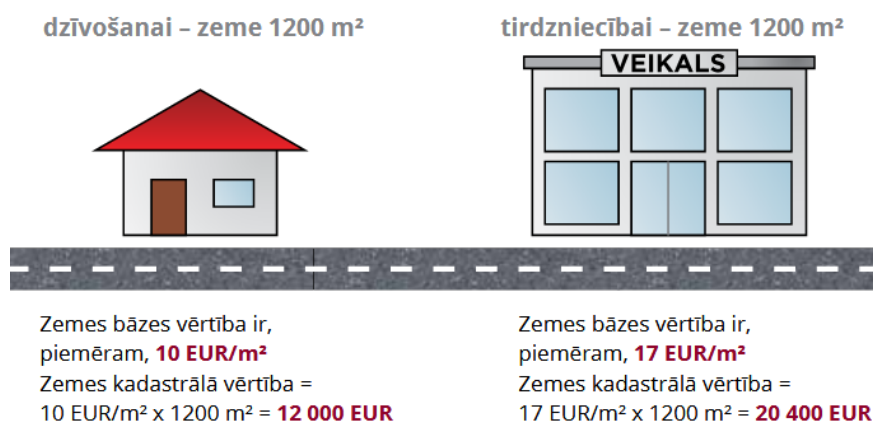 dzīvošanai – zeme 1200 m²
tirdzniecībai – zeme 1200 m²
VEIKALS
Zemes bāzes vērtība ir,
piemēram, 10 EUR/m²
Zemes kadastrālā vērtība =
10 EUR/m² x 1200 m² = 12 000 EUR
Zemes bāzes vērtība ir,
piemēram, 17 EUR/m²
Zemes kadastrālā vērtība =
17 EUR/m² x 1200 m² = 20 400 EUR